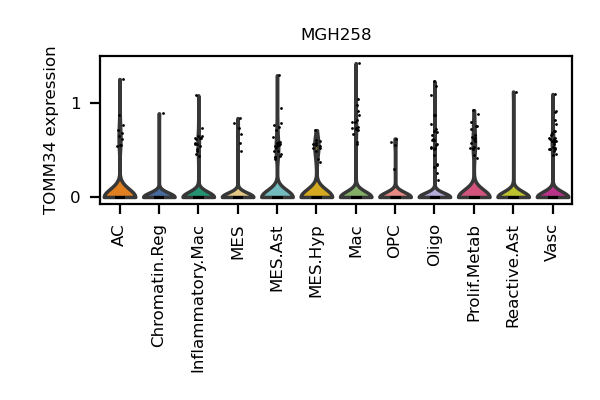 MGH258
TOMM34 expression
1
0
AC
Chromatin.Reg
Inflammatory.Mac
MES
MES.Ast
MES.Hyp
Mac
OPC
Oligo
Prolif.Metab
Reactive.Ast
Vasc